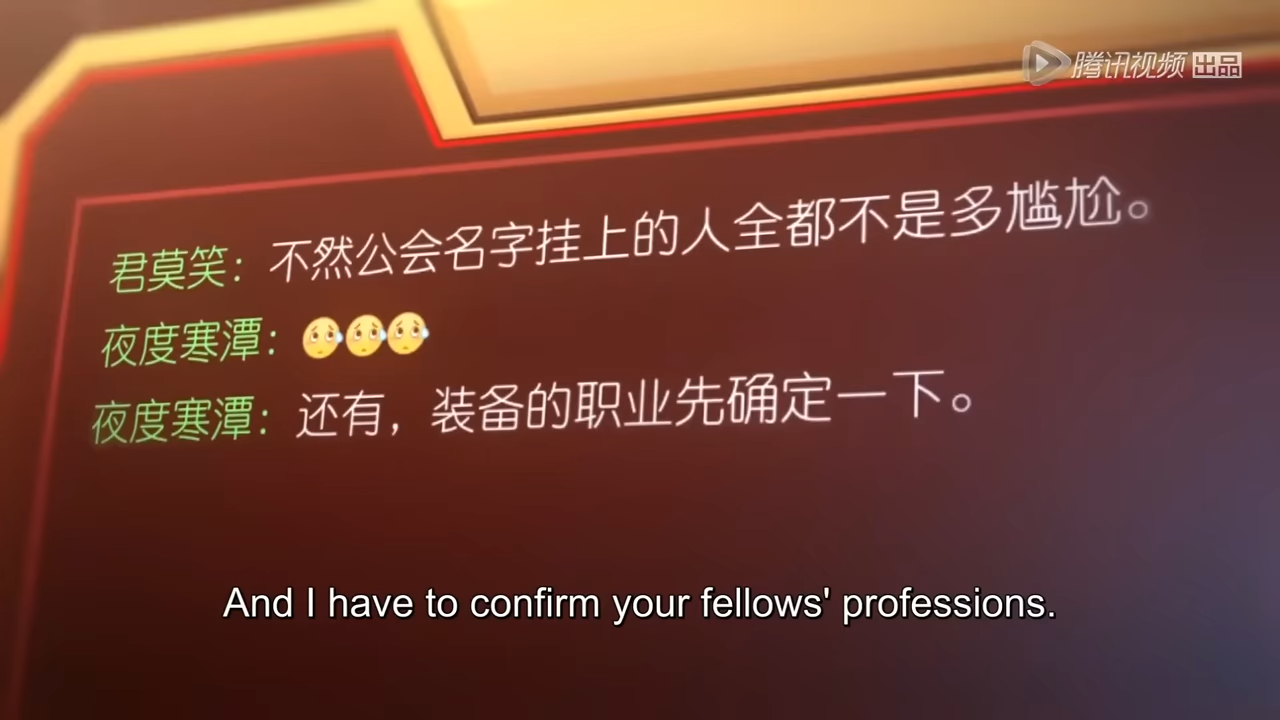 腾讯视频 出品
君莫笑：不然公会名字挂上的人全都不是多尴尬。
夜度寒潭：🥺🥺🥺
夜度寒潭：还有，装备的职业先确定一下。
And I have to confirm your fellows' professions.